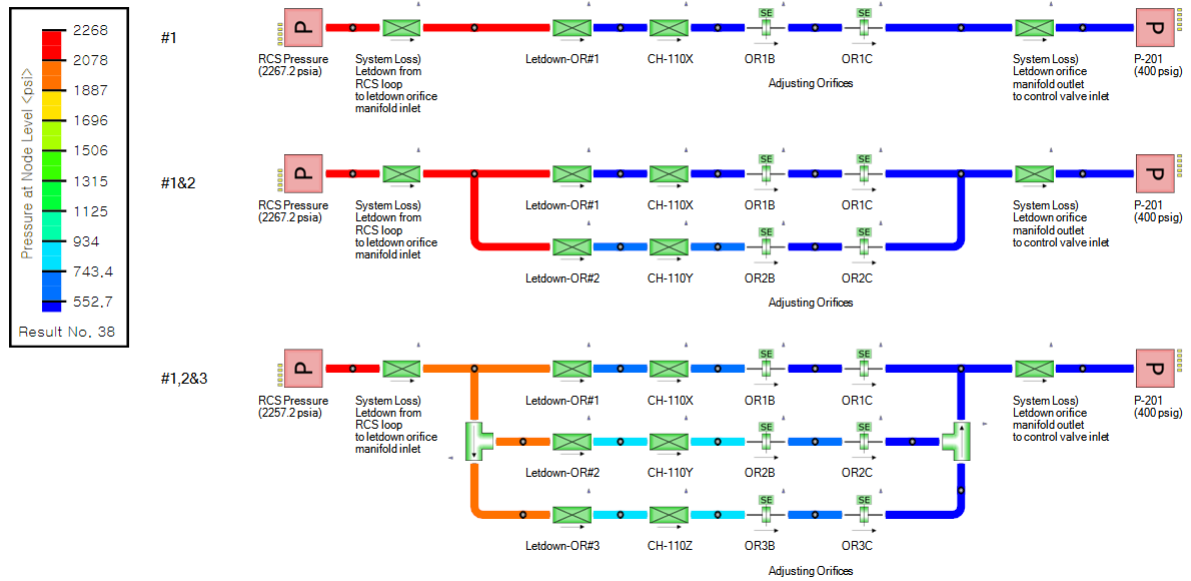 2268
2078
1887
1696
1506
1315
1125
934
743,4
552,7
Pressure at Node Level <psi>
Result No, 38
#1
P
RCS Pressure
(2267.2 psia)
System Loss)
Letdown from
RCS loop
to letdown orifice
manifold inlet
Letdown-OR#1
CH-110X
SE
OR1B
SE
OR1C
Adjusting Orifices
System Loss)
Letdown orifice
manifold outlet
to control valve inlet
P
P-201
(400 psig)
#1&2
P
RCS Pressure
(2267.2 psia)
System Loss)
Letdown from
RCS loop
to letdown orifice
manifold inlet
Letdown-OR#1
CH-110X
SE
OR1B
SE
OR1C
System Loss)
Letdown orifice
manifold outlet
to control valve inlet
P
P-201
(400 psig)
Letdown-OR#2
CH-110Y
SE
OR2B
SE
OR2C
Adjusting Orifices
#1,2&3
P
RCS Pressure
(2257.2 psia)
System Loss)
Letdown from
RCS loop
to letdown orifice
manifold inlet
Letdown-OR#1
CH-110X
SE
OR1B
SE
OR1C
System Loss)
Letdown orifice
manifold outlet
to control valve inlet
P
P-201
(400 psig)
Letdown-OR#2
CH-110Y
SE
OR2B
SE
OR2C
Letdown-OR#3
CH-110Z
SE
OR3B
SE
OR3C
Adjusting Orifices